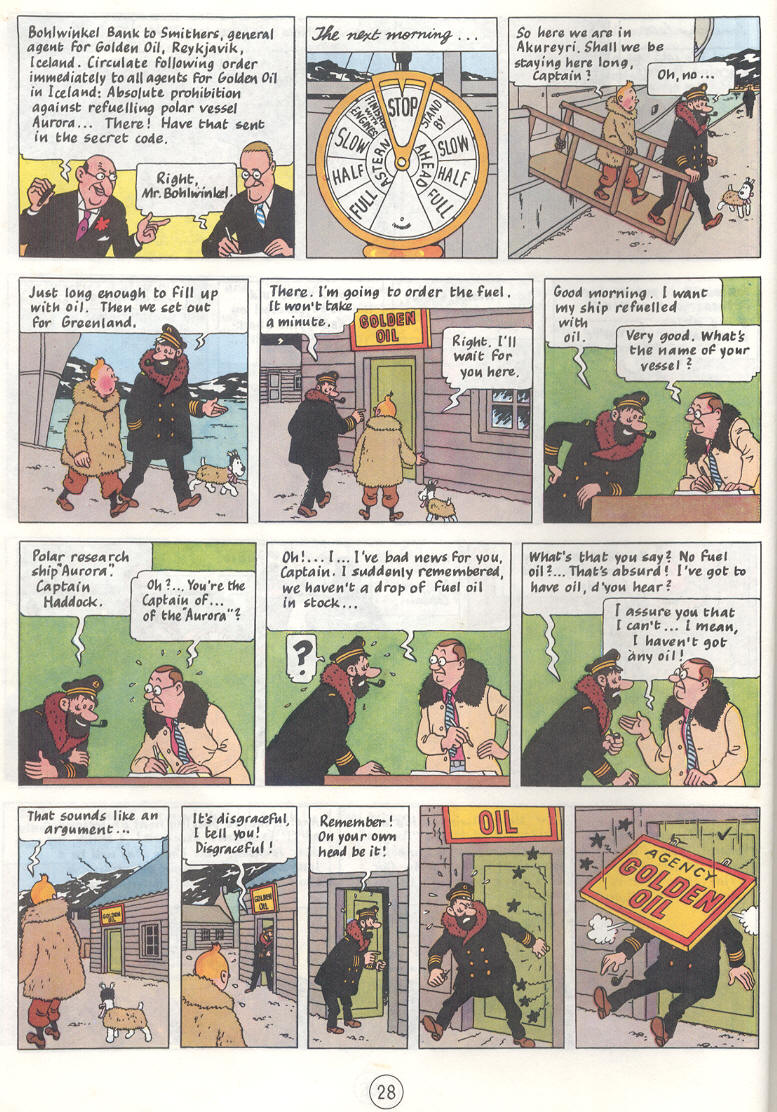 Bohlwinkel Bank to Smithers, general
agent for Golden Oil, Reykjavik,
Iceland. Circulate following order
immediately to all agents for Golden Oil
in Iceland: Absolute prohibition
against refuelling polar vessel
Aurora... There! Have that sent
in the secret code.
Right,
Mr. Bohlwinkel.
The next morning...
FINISHED WITH ENGINES
STOP
STAND BY
SLOW
HALF
FULL
ASTERN
AHEAD
SLOW
HALF
FULL
So here we are in
Akureyri. Shall we be
staying here long,
Captain?
Oh, no...
Just long enough to fill up
with oil. Then we set out
for Greenland.
There. I'm going to order the fuel.
It won't take
a minute.
GOLDEN
OIL
Right. I'll
wait for
you here.
Good morning. I want
my ship refuelled
with
oil.
Very good. What's
the name of your
vessel?
Polar research
ship "Aurora".
Captain
Haddock.
Oh?... You're the
Captain of...
of the "Aurora"?
Oh!... I... I've bad news for you,
Captain. I suddenly remembered,
we haven't a drop of fuel oil
in stock...
?
What's that you say? No fuel
oil?... That's absurd! I've got to
have oil, d'you hear?
I assure you that
I can't... I mean,
I haven't got
any oil!
That sounds like an
argument...
GOLDEN
OIL
It's disgraceful,
I tell you!
Disgraceful!
GOLDEN
OIL
Remember!
On your own
head be it!
OIL
AGENCY
GOLDEN
OIL
28